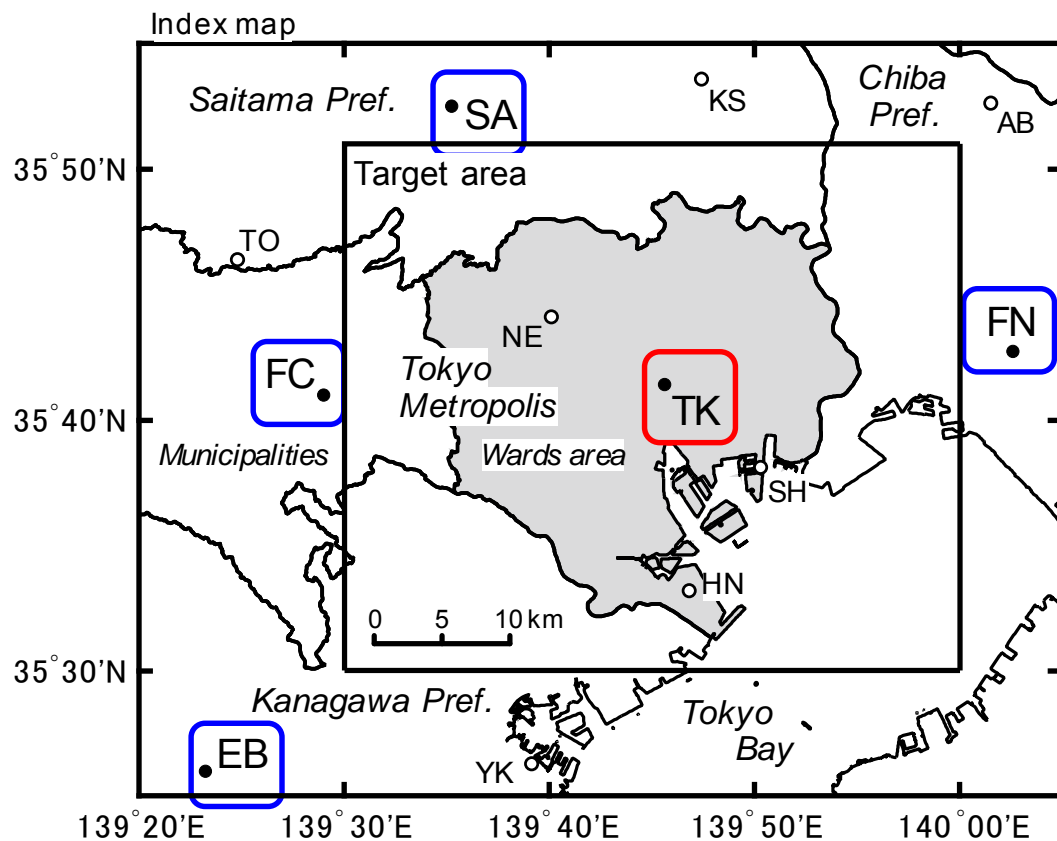 Index map
Saitama Pref.
SA
KS
Chiba
Pref.
AB
35°50'N
Target area
TO
NE
FN
FC
Tokyo
Metropolis
TK
35°40'N
Municipalities
Wards area
SH
HN
0 5 10 km
35°30'N
Kanagawa Pref.
Tokyo
Bay
EB
YK
139°20'E 139°30'E 139°40'E 139°50'E 140°00'E